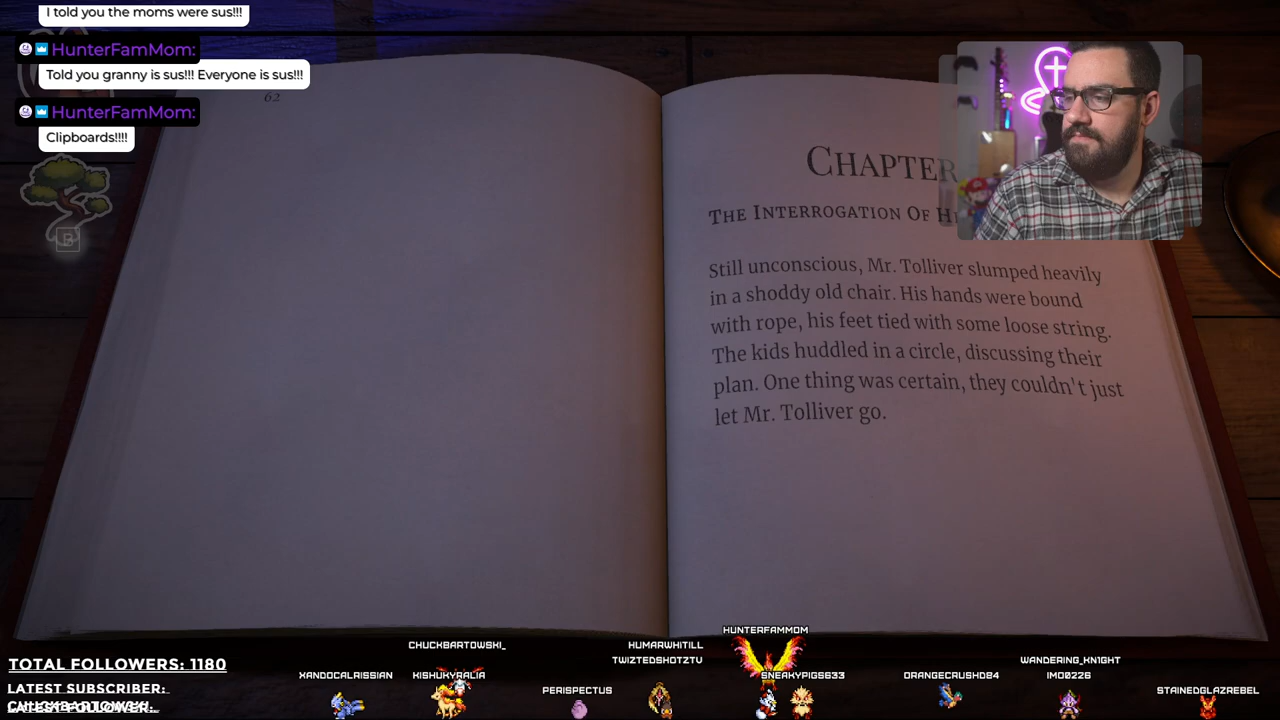 I told you the moms were sus!!!
HunterFamMom:
Told you granny is sus!!! Everyone is sus!!!
HunterFamMom:
Clipboards!!!!
62
B
CHAPTER
THE INTERROGATION OF
Still unconscious, Mr. Tolliver slumped heavily
in a shoddy old chair. His hands were bound
with rope, his feet tied with some loose string.
The kids huddled in a circle, discussing their
plan. One thing was certain, they couldn't just
let Mr. Tolliver go.
TOTAL FOLLOWERS: 1180
LATEST SUBSCRIBER:
XANDOCALRISSIAN
CHUCKBARTOWSKI_
KISHUKYRALIA
PERISPECTUS
HUMARWHITILL
TWIZTEDSHOTZTV
HUNTERFAMMOM
SNEAKYPIGS633
ORANGECRUSHD84
WANDERING_KN1GHT
IMO0228
STAINEDGLAZREBEL